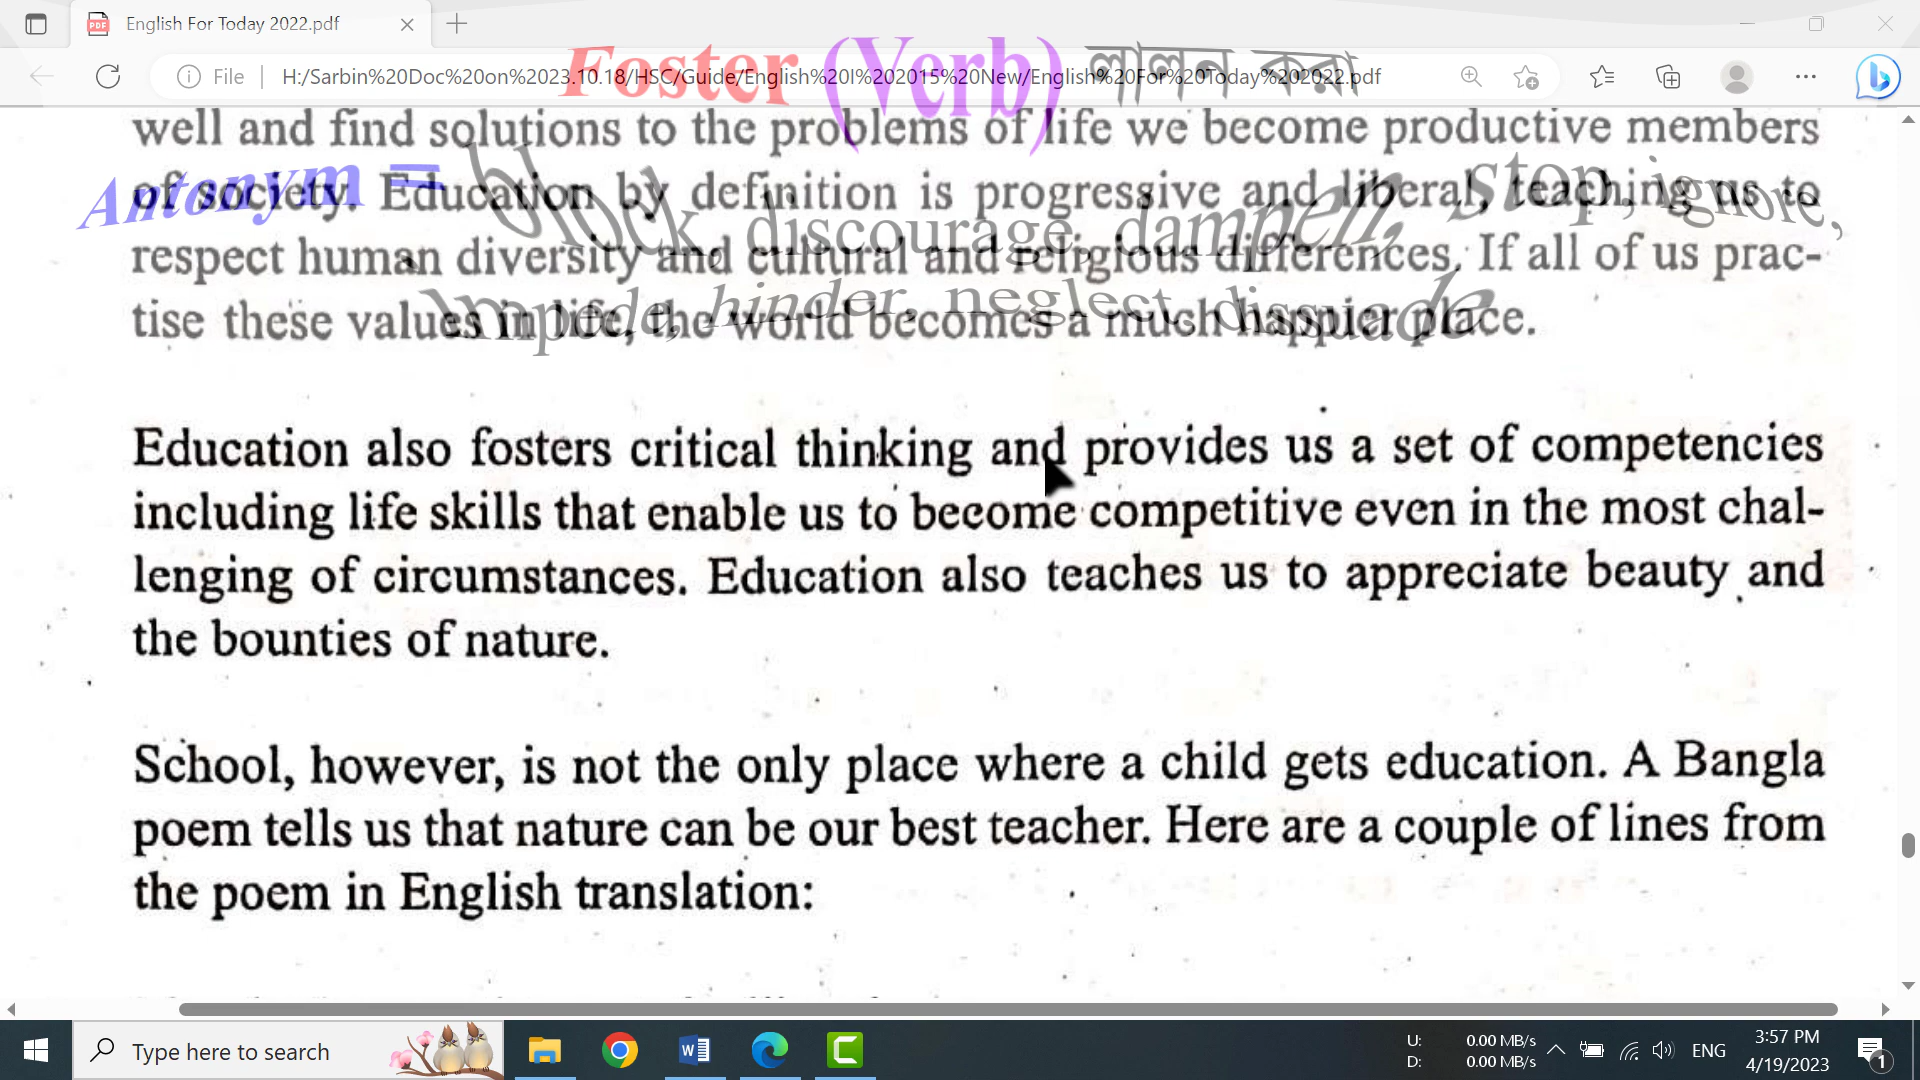 English For Today 2022.pdf
File
H:/Sarbin%20Doc%20on%2023.10.18/HSC/Guide/English%20I%202015%20New/English%20For%20Today%202022.pdf
Foster (Verb) লালন করা
well and find solutions to the problems of life we become productive members
Antonym = block, discourage, dampen, stop, ignore,
of society. Education by definition is progressive and liberal, teaching us to
respect human diversity and cultural and religious differences. If all of us prac-
impede, hinder, neglect, dissuade
tise these values in life, the world becomes a much happier place.
Education also fosters critical thinking and provides us a set of competencies
including life skills that enable us to become competitive even in the most chal-
lenging of circumstances. Education also teaches us to appreciate beauty and
the bounties of nature.
School, however, is not the only place where a child gets education. A Bangla
poem tells us that nature can be our best teacher. Here are a couple of lines from
the poem in English translation:
Type here to search
U: 0.00 MB/s
D: 0.00 MB/s
ENG
3:57 PM
4/19/2023
1